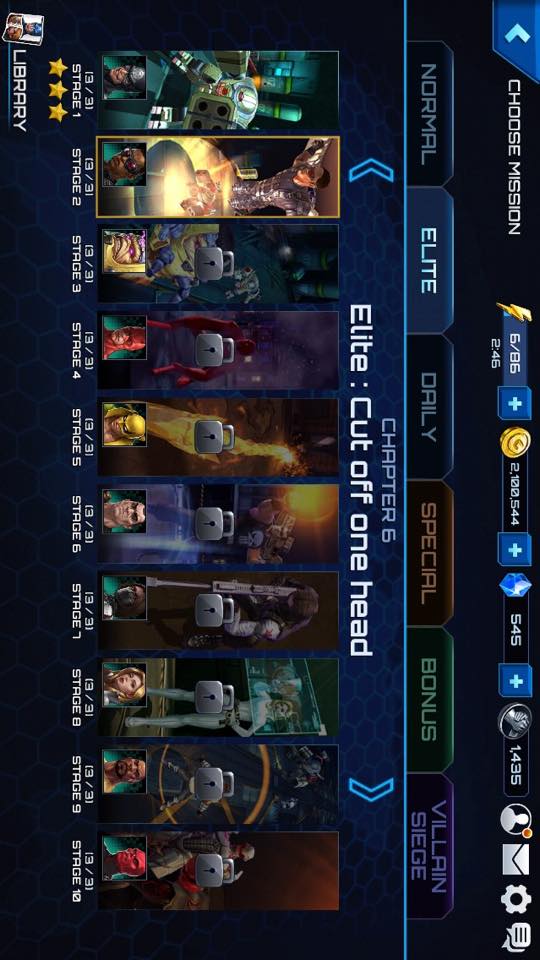 CHOOSE MISSION
6/86
2:46
2,100,544
545
1,435
NORMAL
ELITE
DAILY
SPECIAL
BONUS
VILLAIN
SIEGE
CHAPTER 6
Elite : Cut off one head
(3 / 3)
STAGE 1
(3 / 3)
STAGE 2
(3 / 3)
STAGE 3
(3 / 3)
STAGE 4
(3 / 3)
STAGE 5
(3 / 3)
STAGE 6
(3 / 3)
STAGE 7
(3 / 3)
STAGE 8
(3 / 3)
STAGE 9
(3 / 3)
STAGE 10
LIBRARY